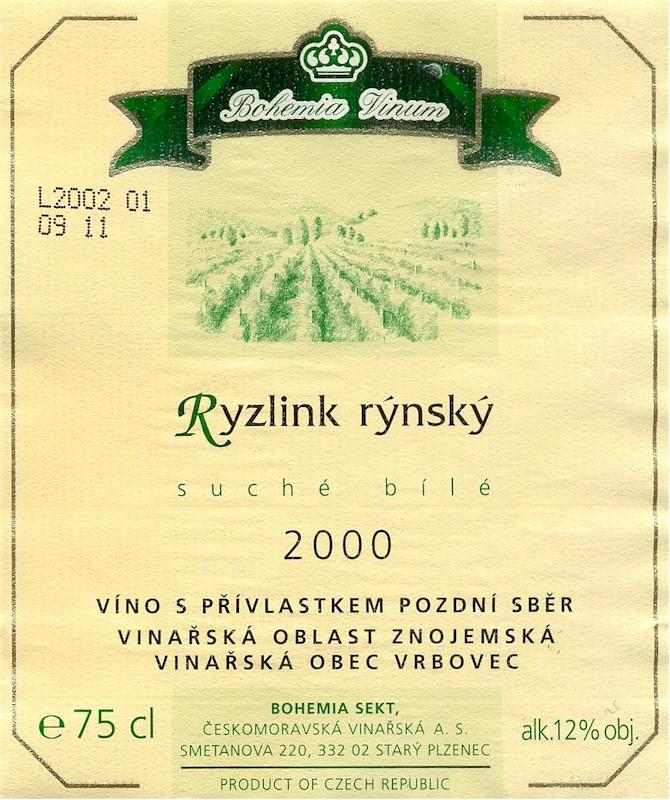 Bohemia Vinum
L2002 01
09 11
Ryzlink rýnský
suché bílé
2000
VÍNO S PŘÍVLASTKEM POZDNÍ SBĚR
VINAŘSKÁ OBLAST ZNOJEMSKÁ
VINAŘSKÁ OBEC VRBOVEC
℮ 75 cl
BOHEMIA SEKT,
ČESKOMORAVSKÁ VINAŘSKÁ A. S.
SMETANOVA 220, 332 02 STARÝ PLZENEC
alk.12% obj.
PRODUCT OF CZECH REPUBLIC